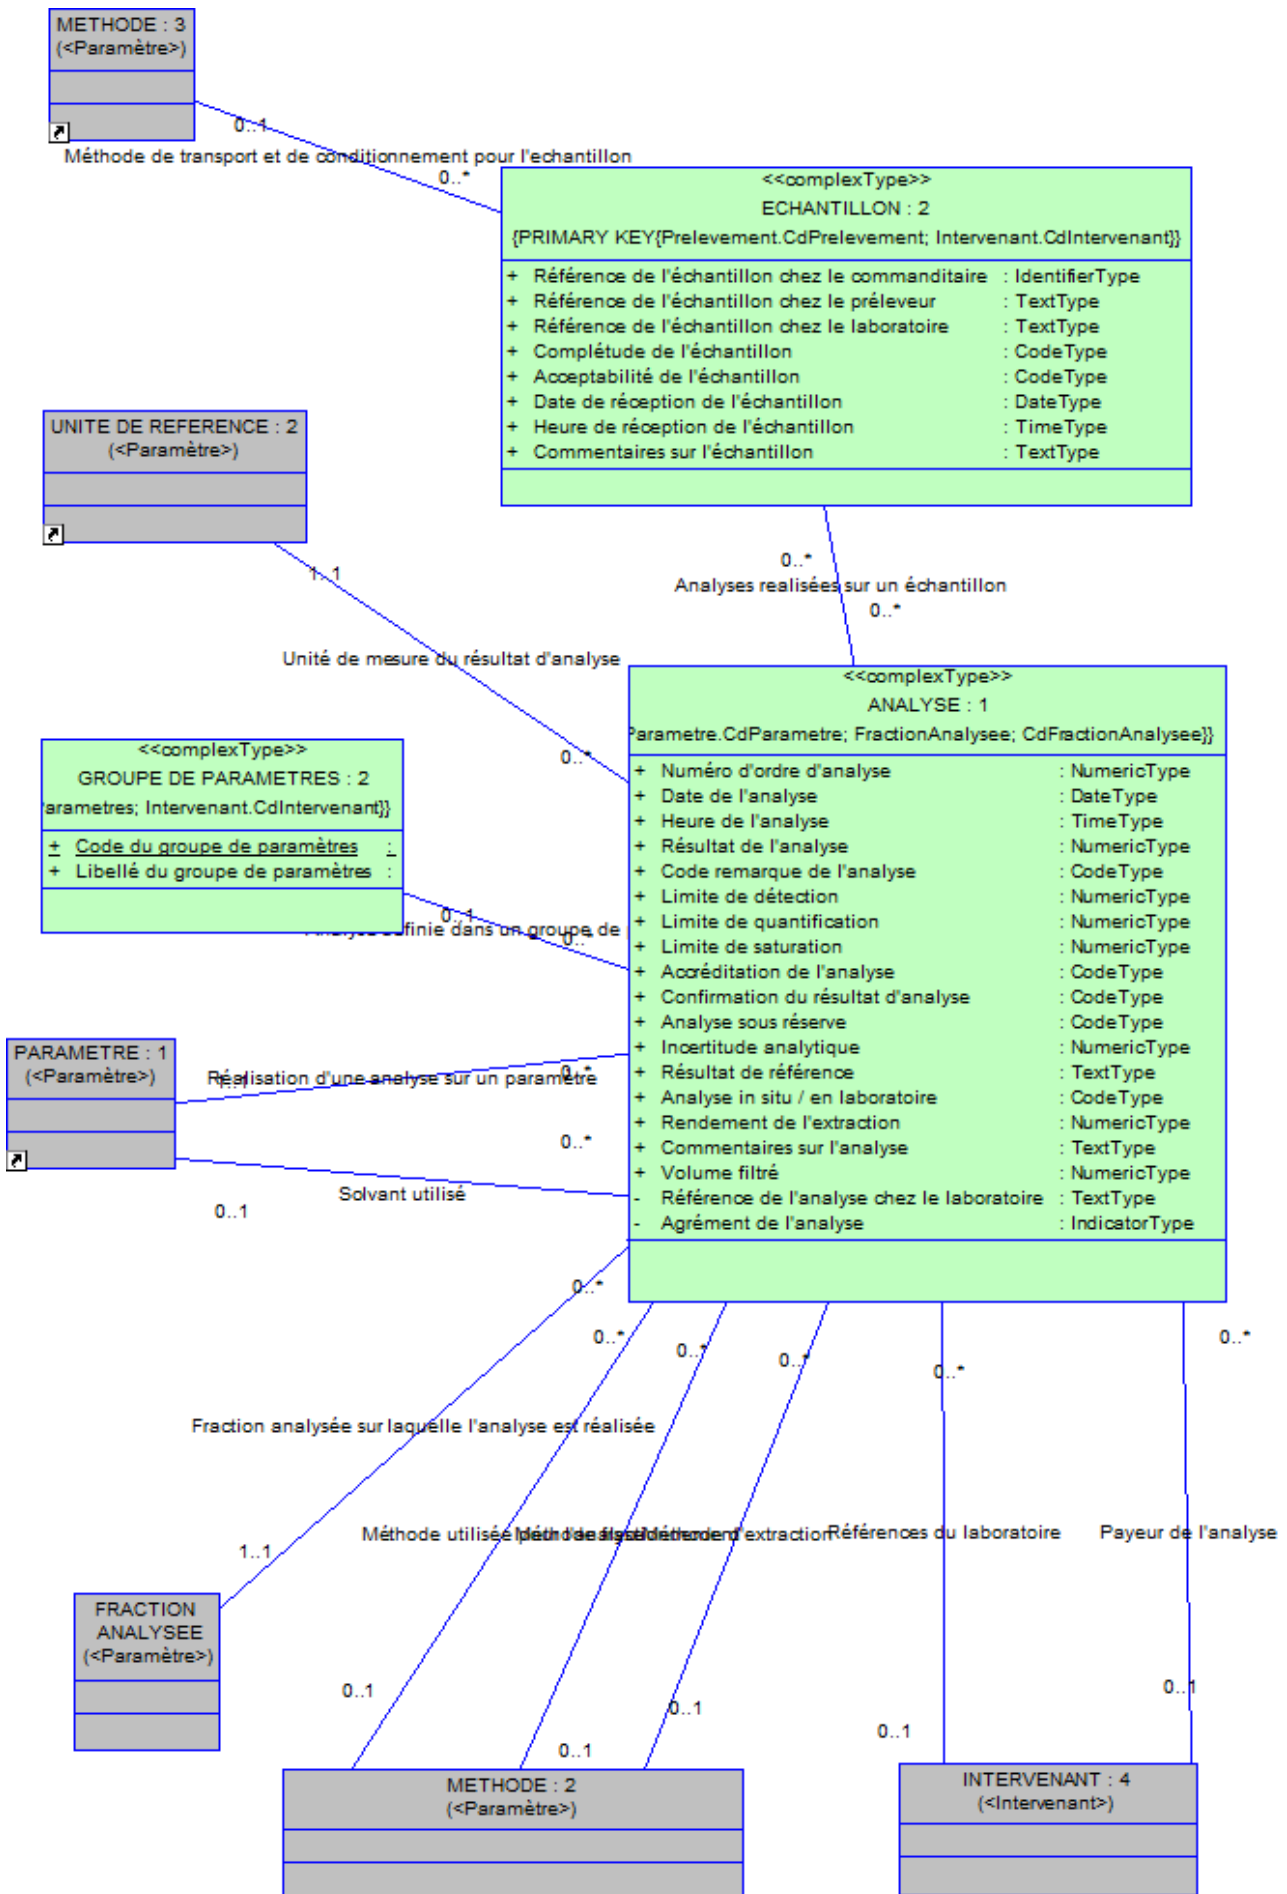 METHODE : 3
(<Paramètre>)
0..1
Méthode de transport et de conditionnement pour l'echantillon
0..*
<<complexType>>
ECHANTILLON : 2
{PRIMARY KEY{Prelevement.CdPrelevement; Intervenant.CdIntervenant}}
+ Référence de l'échantillon chez le commanditaire : IdentifierType
+ Référence de l'échantillon chez le préleveur : TextType
+ Référence de l'échantillon chez le laboratoire : TextType
+ Complétude de l'échantillon : CodeType
+ Acceptabilité de l'échantillon : CodeType
+ Date de réception de l'échantillon : DateType
+ Heure de réception de l'échantillon : TimeType
+ Commentaires sur l'échantillon : TextType
UNITE DE REFERENCE : 2
(<Paramètre>)
1..1
Unité de mesure du résultat d'analyse
0..*
0..*
Analyses realisées sur un échantillon
0..*
<<complexType>>
ANALYSE : 1
Parametre.CdParametre; FractionAnalysee; CdFractionAnalysee}}
+ Numéro d'ordre d'analyse : NumericType
+ Date de l'analyse : DateType
+ Heure de l'analyse : TimeType
+ Résultat de l'analyse : NumericType
+ Code remarque de l'analyse : CodeType
+ Limite de détection : NumericType
+ Limite de quantification : NumericType
+ Limite de saturation : NumericType
+ Accréditation de l'analyse : CodeType
+ Confirmation du résultat d'analyse : CodeType
+ Analyse sous réserve : CodeType
+ Incertitude analytique : NumericType
+ Résultat de référence : TextType
+ Analyse in situ / en laboratoire : CodeType
+ Rendement de l'extraction : NumericType
+ Commentaires sur l'analyse : TextType
+ Volume filtré : NumericType
- Référence de l'analyse chez le laboratoire : TextType
- Agrément de l'analyse : IndicatorType
<<complexType>>
GROUPE DE PARAMETRES : 2
arametres; Intervenant.CdIntervenant}}
+ Code du groupe de paramètres :
+ Libellé du groupe de paramètres :
0..1
définie dans un groupe de
0..*
PARAMETRE : 1
(<Paramètre>)
1..1
Réalisation d'une analyse sur un paramètre
0..*
0..*
Solvant utilisé
0..1
0..*
Fraction analysée sur laquelle l'analyse est réalisée
1..1
FRACTION
ANALYSEE
(<Paramètre>)
0..*
0..*
0..*
0..*
0..*
Méthode utilisée
d'extraction
Références du laboratoire
Payeur de l'analyse
0..1
0..1
0..1
0..1
0..1
METHODE : 2
(<Paramètre>)
INTERVENANT : 4
(<Intervenant>)